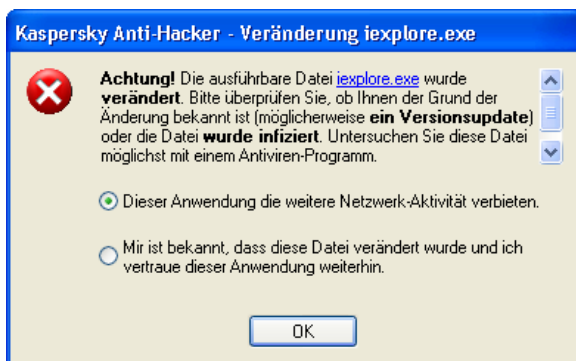 Kaspersky Anti-Hacker - Veränderung iexplore.exe
Achtung! Die ausführbare Datei iexplore.exe wurde
verändert. Bitte überprüfen Sie, ob Ihnen der Grund der
Änderung bekannt ist (möglicherweise ein Versionsupdate)
oder die Datei wurde infiziert. Untersuchen Sie diese Datei
möglichst mit einem Antiviren-Programm.
Dieser Anwendung die weitere Netzwerk-Aktivität verbieten.
Mir ist bekannt, dass diese Datei verändert wurde und ich
vertraue dieser Anwendung weiterhin.
OK